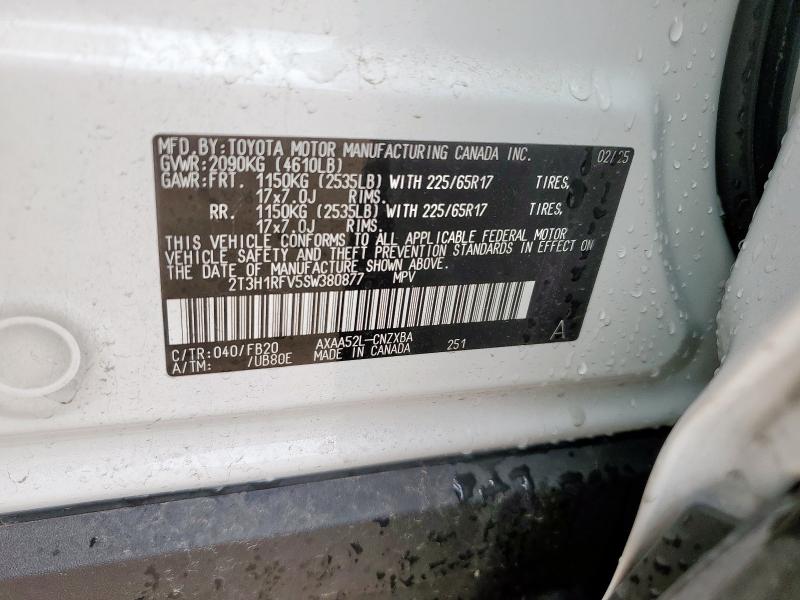 MFD. BY: TOYOTA MOTOR MANUFACTURING CANADA INC. 02/25
GVWR: 2090KG (4610LB)
GAWR: FRT. 1150KG (2535LB) WITH 225/65R17 TIRES,
17x7.0J RIMS.
RR. 1150KG (2535LB) WITH 225/65R17 TIRES,
17x7.0J RIMS.
THIS VEHICLE CONFORMS TO ALL APPLICABLE FEDERAL MOTOR
VEHICLE SAFETY AND THEFT PREVENTION STANDARDS IN EFFECT ON
THE DATE OF MANUFACTURE SHOWN ABOVE.
2T3H1RFV5SW380877 MPV
C/TR: 040/FB20 AXAA52L-CNZXBA A
A/TM: /UB80E MADE IN CANADA 251